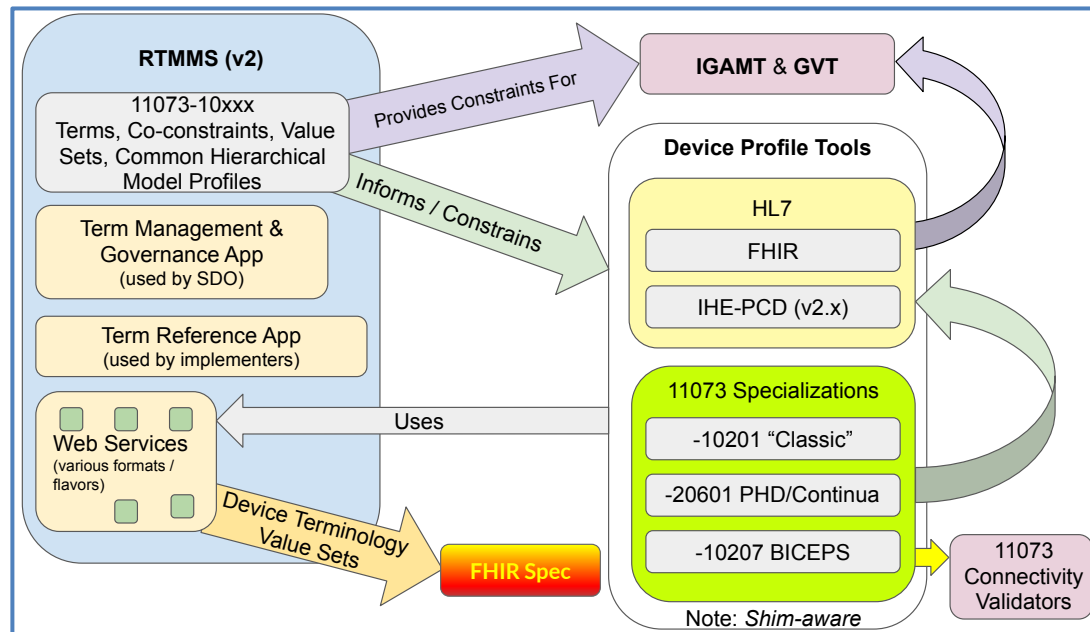 RTMMS (v2)
11073-10xxx
Terms, Co-constraints, Value
Sets, Common Hierarchical
Model Profiles
Term Management &
Governance App
(used by SDO)
Term Reference App
(used by implementers)
Web Services
(various formats /
flavors)
Provides Constraints For
Informs / Constrains
Uses
Device Terminology
Value Sets
FHIR Spec
IGAMT & GVT
Device Profile Tools
HL7
FHIR
IHE-PCD (v2.x)
11073 Specializations
-10201 “Classic”
-20601 PHD/Continua
-10207 BICEPS
Note: Shim-aware
11073
Connectivity
Validators